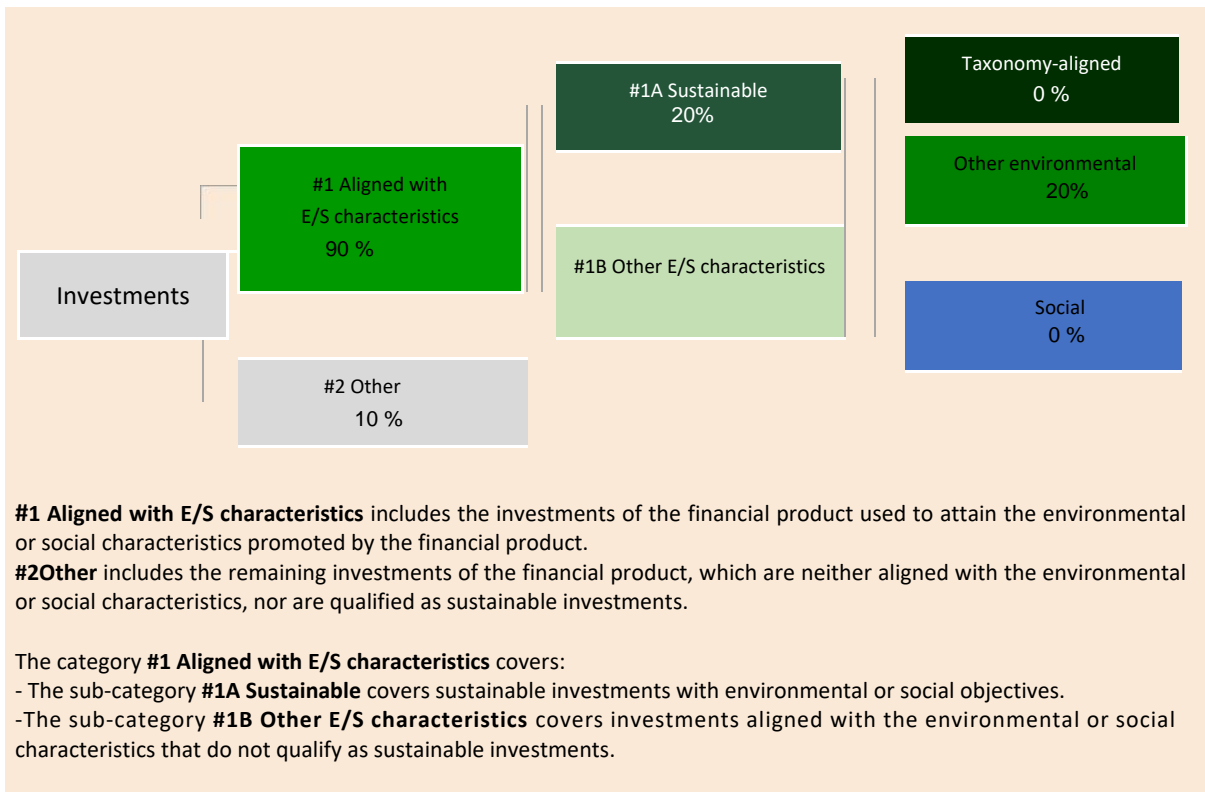 Taxonomy-aligned
0 %
#1A Sustainable
20%
Other environmental
20%
#1 Aligned with
E/S characteristics
90 %
#1B Other E/S characteristics
Investments
Social
0 %
#2 Other
10 %
#1 Aligned with E/S characteristics includes the investments of the financial product used to attain the environmental
or social characteristics promoted by the financial product.
#2Other includes the remaining investments of the financial product, which are neither aligned with the environmental
or social characteristics, nor are qualified as sustainable investments.
The category #1 Aligned with E/S characteristics covers:
- The sub-category #1A Sustainable covers sustainable investments with environmental or social objectives.
-The sub-category #1B Other E/S characteristics covers investments aligned with the environmental or social
characteristics that do not qualify as sustainable investments.